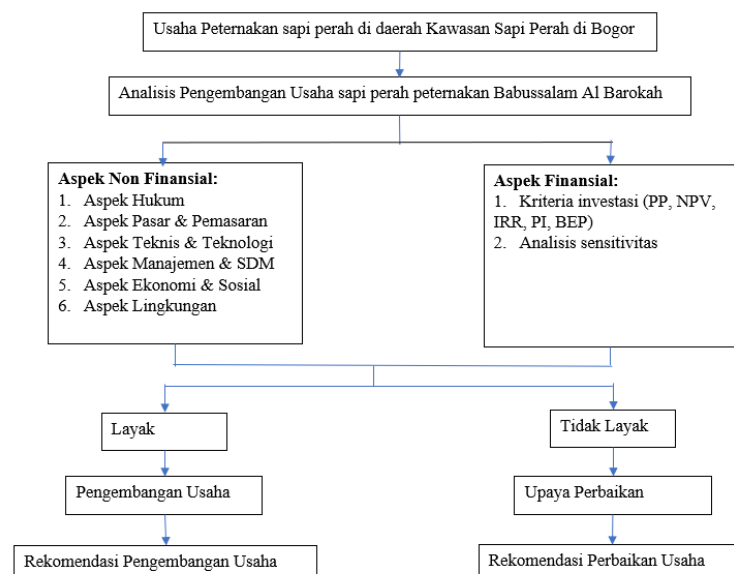 Usaha Peternakan sapi perah di daerah Kawasan Sapi Perah di Bogor
Analisis Pengembangan Usaha sapi perah peternakan Babussalam Al Barokah
Aspek Non Finansial:
1. Aspek Hukum
2. Aspek Pasar & Pemasaran
3. Aspek Teknis & Teknologi
4. Aspek Manajemen & SDM
5. Aspek Ekonomi & Sosial
6. Aspek Lingkungan
Aspek Finansial:
1. Kriteria investasi (PP, NPV,
IRR, PI, BEP)
2. Analisis sensitivitas
Layak
Tidak Layak
Pengembangan Usaha
Upaya Perbaikan
Rekomendasi Pengembangan Usaha
Rekomendasi Perbaikan Usaha